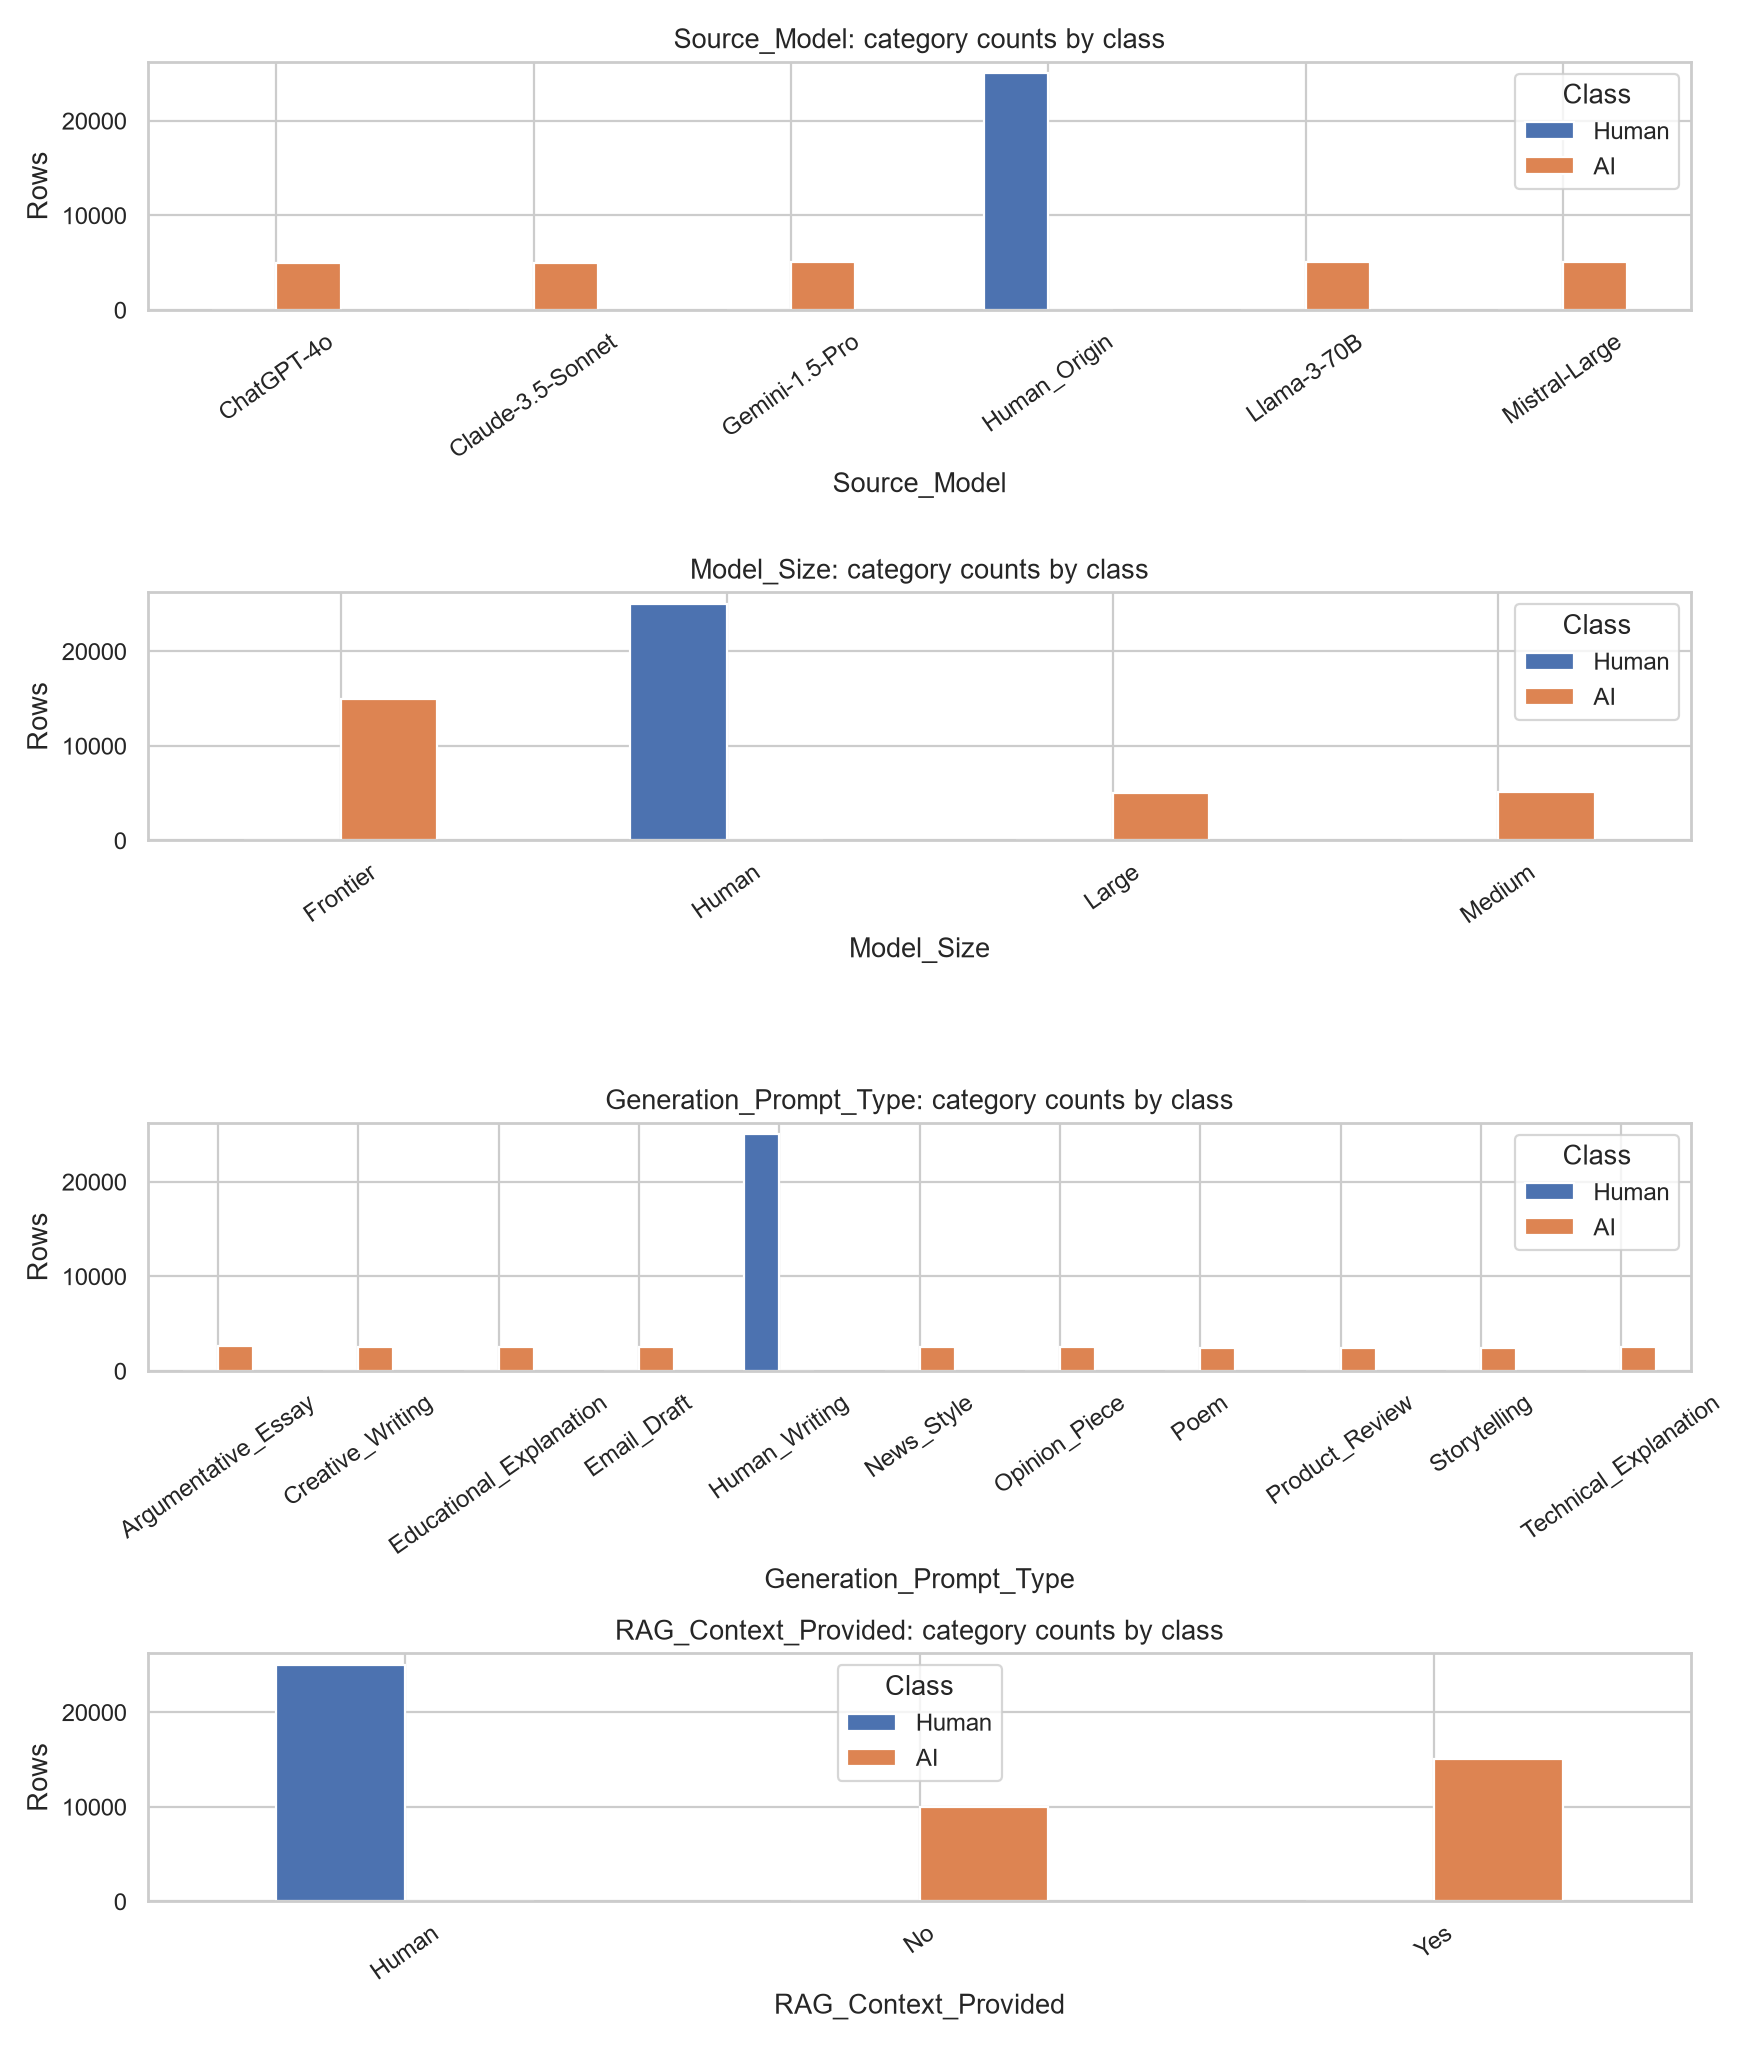 Source_Model: category counts by class
Class
Human
AI
Rows
20000
10000
0
ChatGPT-4o
Claude-3.5-Sonnet
Gemini-1.5-Pro
Human_Origin
Llama-3-70B
Mistral-Large
Source_Model
Model_Size: category counts by class
Class
Human
AI
Rows
20000
10000
0
Frontier
Human
Large
Medium
Model_Size
Generation_Prompt_Type: category counts by class
Class
Human
AI
Rows
20000
10000
0
Argumentative_Essay
Creative_Writing
Educational_Explanation
Email_Draft
Human_Writing
News_Style
Opinion_Piece
Poem
Product_Review
Storytelling
Technical_Explanation
Generation_Prompt_Type
RAG_Context_Provided: category counts by class
Class
Human
AI
Rows
20000
10000
0
Human
No
Yes
RAG_Context_Provided